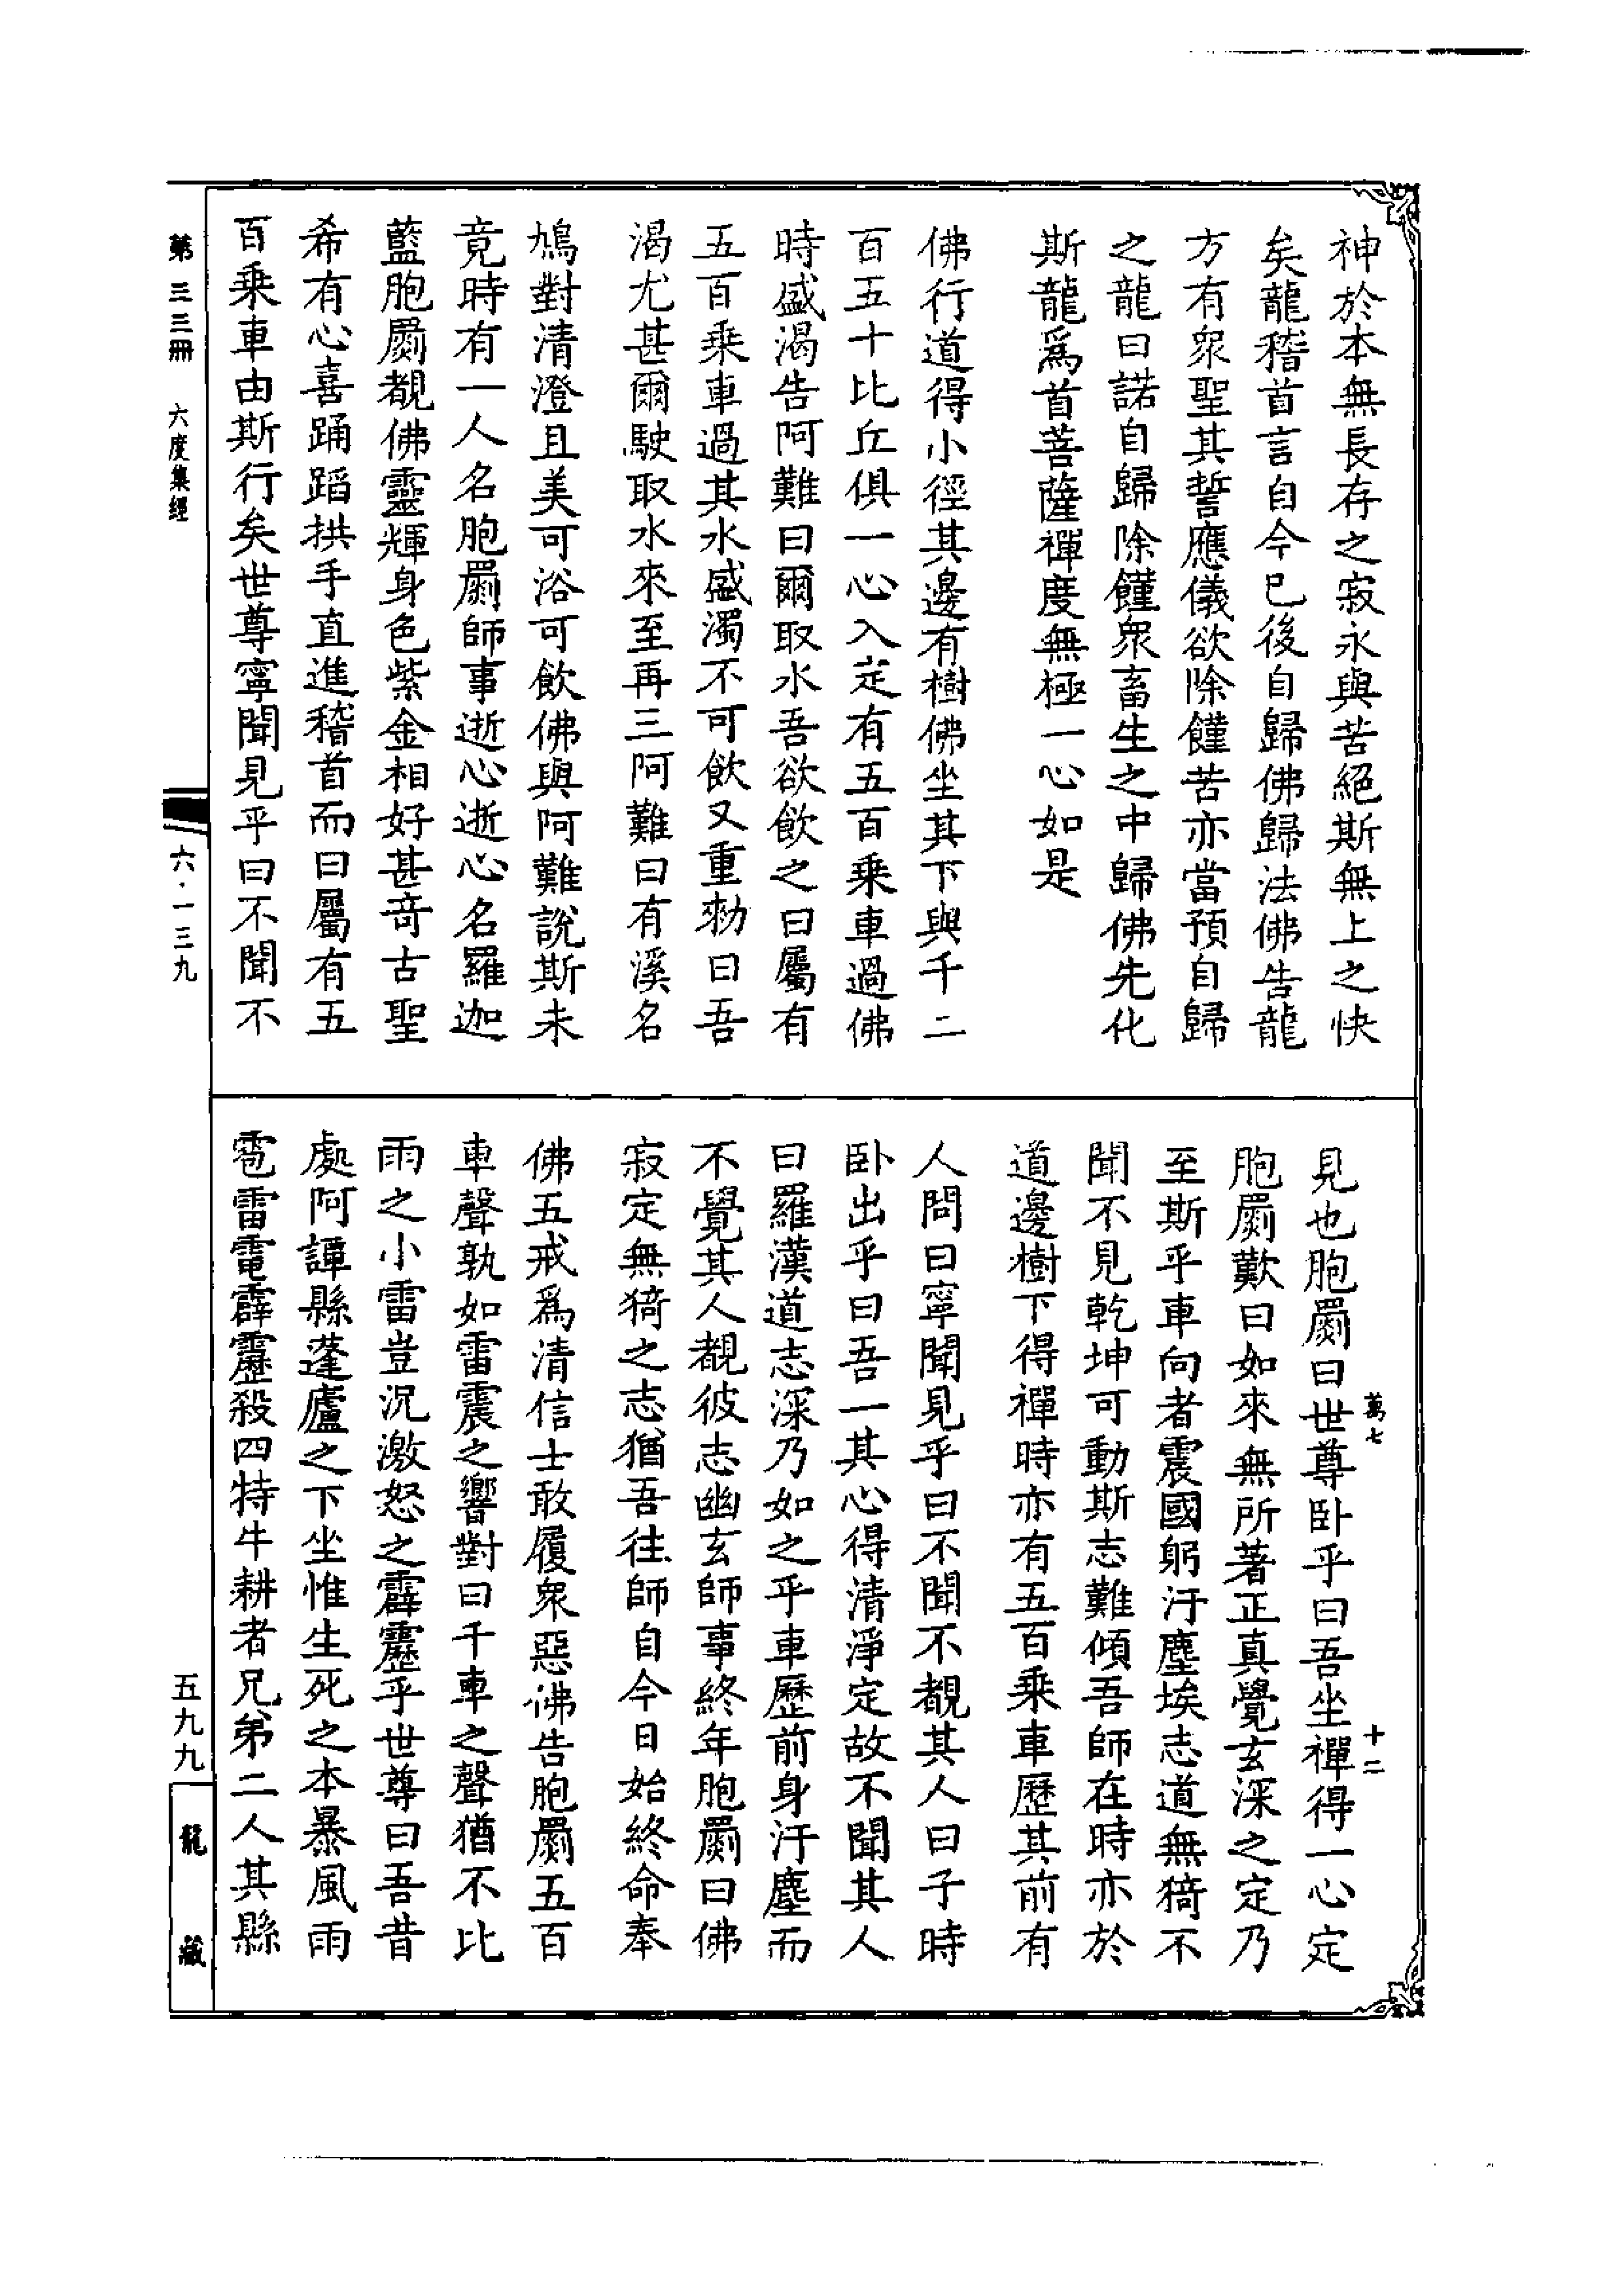 神於本無長存之寂永與苦絕斯無上之快
矣龍稽首言自今已後自歸佛歸法佛告龍
方有衆聖其誓應儀欲除饉苦亦當預自歸
之龍曰諾自歸除饉衆畜生之中歸佛先化
斯龍爲首菩薩禪度無極一心如是
佛行道得小徑其邊有樹佛坐其下與千二
百五十比丘俱一心入定有五百乗車過佛
時盛渴告阿難曰爾取水吾欲飲之曰屬有
五百乗車過其水盛濁不可飲又重勑曰吾
渴尤甚爾駛取水來至再三阿難曰有溪名
鳩對清澄且美可浴可飲佛與阿難說斯未
竟時有一人名胞罽師事逝心逝心名羅迦
藍胞罽覩佛靈輝身色紫金相好甚竒古聖
希有心喜踊蹈拱手直進稽首而曰屬有五
百乗車由斯行矣世尊寧聞見乎曰不聞不
見也胞罽曰世尊卧乎曰吾坐禪得一心定
胞罽歎曰如來無所著正真覺玄深之定乃
至斯乎車向者震國躬汙塵埃志道無猗不
聞不見乾坤可動斯志難傾吾師在時亦於
道邊樹下得禪時亦有五百乗車歷其前有
人問曰寧聞見乎曰不聞不覩其人曰子時
卧出乎曰吾一其心得清淨定故不聞其人
曰羅漢道志深乃如之乎車歷前身汙塵而
不覺其人覩彼志幽玄師事終年胞罽曰佛
寂定無猗之志猶吾往師自今日始終命奉
佛五戒爲清信士敢履衆惡佛告胞罽五百
車聲孰如雷震之響對曰千車之聲猶不比
雨之小雷豈況激怒之霹靂乎世尊曰吾昔
處阿譚縣蓬廬之下坐惟生死之本暴風雨
雹雷電霹靂殺四特牛耕者兄弟二人其縣
萬七
十二
第三三冊 六度集經
六·一三九
五九九
龍藏